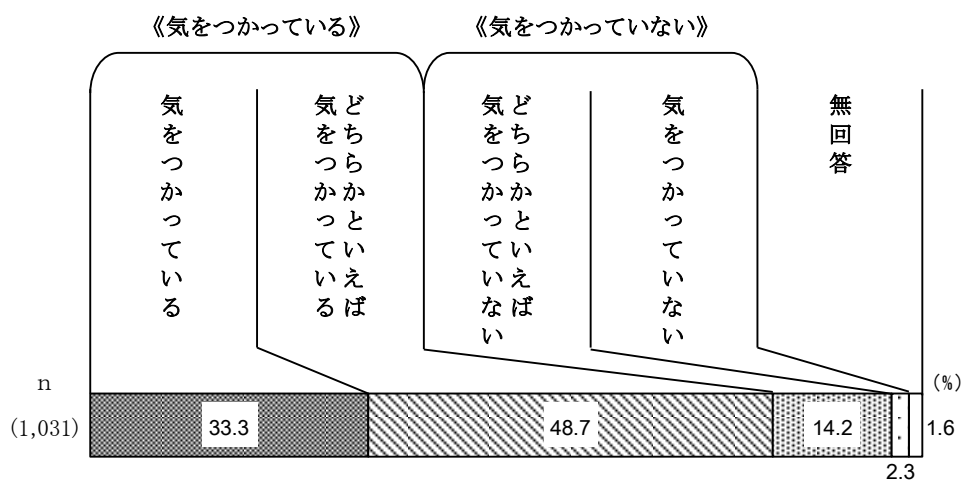 《気をつかっている》
《気をつかっていない》
気をつかっている
どちらかといえば
気をつかっている
どちらかといえば
気をつかっていない
気をつかっていない
無回答
n
(%)
(1,031)
33.3
48.7
14.2
1.6
2.3